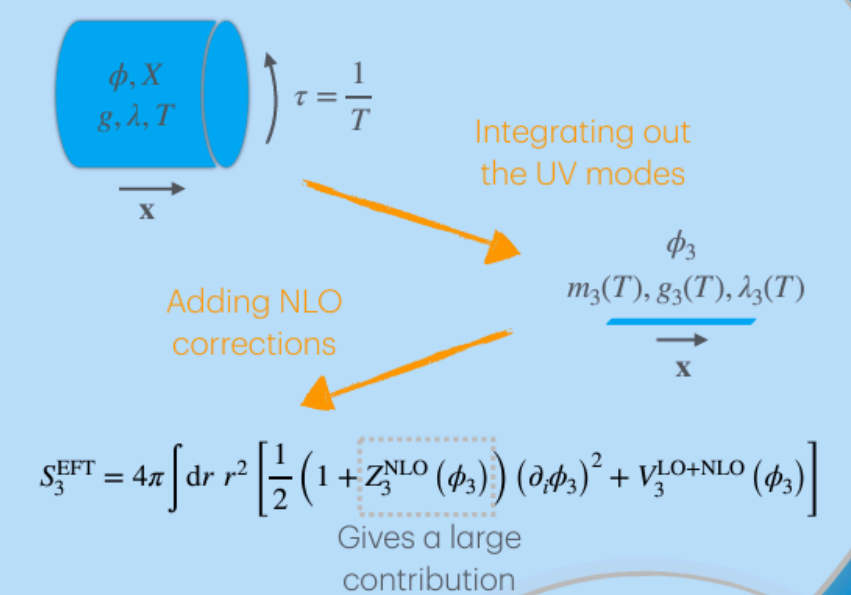 ϕ, X
g, λ, T
τ = 1/T
x
Integrating out
the UV modes
ϕ₃
m₃(T), g₃(T), λ₃(T)
x
Adding NLO
corrections
S₃^EFT = 4π ∫ dr r² [ 1/2 ( 1 + Z₃^NLO (ϕ₃) ) (∂ᵢϕ₃)² + V₃^LO+NLO (ϕ₃) ]
Gives a large
contribution